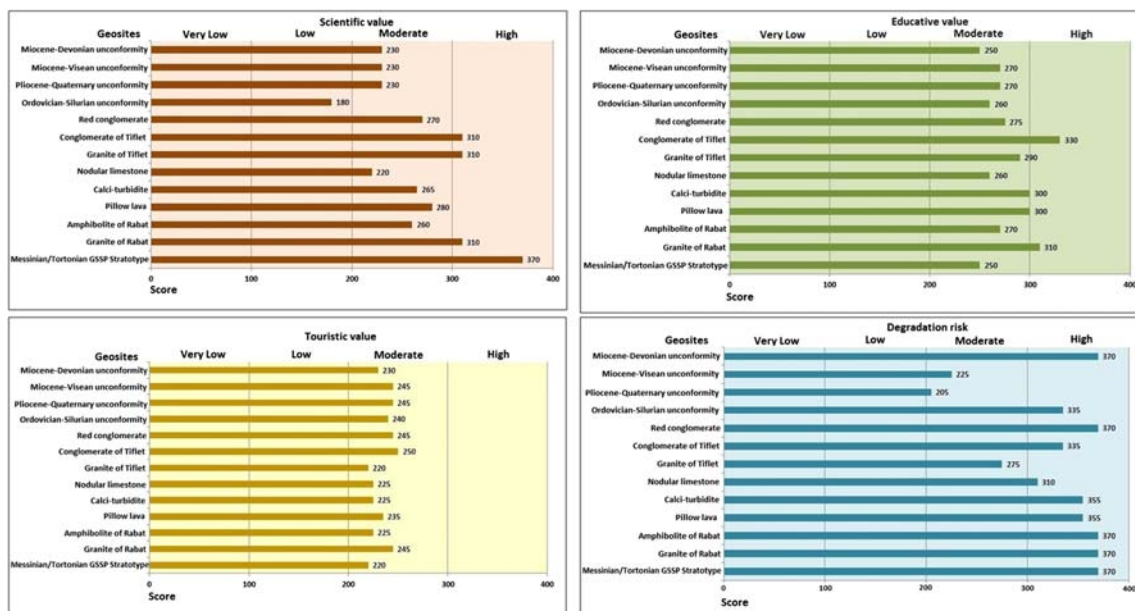 Scientific value
Geosites Very Low Low Moderate High
Miocene-Devonian unconformity 230
Miocene-Visean unconformity 230
Pliocene-Quaternary unconformity 230
Ordovician-Silurian unconformity 180
Red conglomerate 270
Conglomerate of Tiflet 310
Granite of Tiflet 310
Nodular limestone 220
Calci-turbidite 265
Pillow lava 280
Amphibolite of Rabat 260
Granite of Rabat 310
Messinian/Tortonian GSSP Stratotype 370
0 100 200 300 400
Score
Educative value
Geosites Very Low Low Moderate High
Miocene-Devonian unconformity 250
Miocene-Visean unconformity 270
Pliocene-Quaternary unconformity 270
Ordovician-Silurian unconformity 260
Red conglomerate 275
Conglomerate of Tiflet 330
Granite of Tiflet 290
Nodular limestone 260
Calci-turbidite 300
Pillow lava 300
Amphibolite of Rabat 270
Granite of Rabat 310
Messinian/Tortonian GSSP Stratotype 250
0 100 200 300 400
Score
Touristic value
Geosites Very Low Low Moderate High
Miocene-Devonian unconformity 230
Miocene-Visean unconformity 245
Pliocene-Quaternary unconformity 245
Ordovician-Silurian unconformity 240
Red conglomerate 245
Conglomerate of Tiflet 250
Granite of Tiflet 220
Nodular limestone 225
Calci-turbidite 225
Pillow lava 235
Amphibolite of Rabat 225
Granite of Rabat 245
Messinian/Tortonian GSSP Stratotype 220
0 100 200 300 400
Score
Degradation risk
Geosites Very Low Low Moderate High
Miocene-Devonian unconformity 370
Miocene-Visean unconformity 225
Pliocene-Quaternary unconformity 205
Ordovician-Silurian unconformity 335
Red conglomerate 370
Conglomerate of Tiflet 335
Granite of Tiflet 275
Nodular limestone 310
Calci-turbidite 355
Pillow lava 355
Amphibolite of Rabat 370
Granite of Rabat 370
Messinian/Tortonian GSSP Stratotype 370
0 100 200 300 400
Score